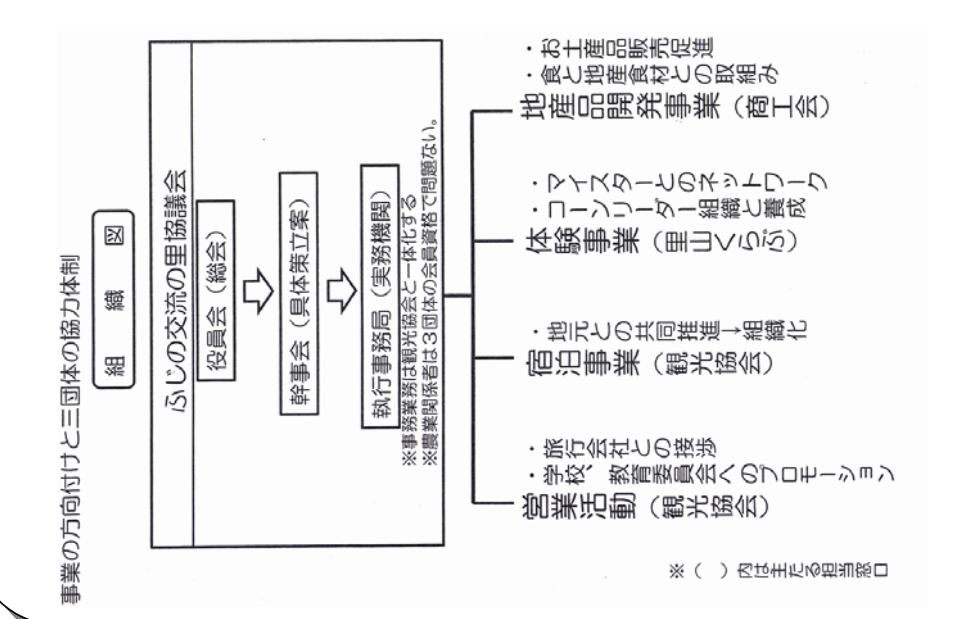 事業の方向付けと三団体の協力体制
組織図
ふじの交流の里協議会
役員会（総会）
幹事会（具体策立案）
執行事務局（実務機関）
※事務業務は観光協会と一体化する
※農業関係者は３団体の会員資格で問題ない。
営業活動（観光協会）
・学校、教育委員会へのプロモーション
・旅行会社との接渉
宿泊事業（観光協会）
・地元との共同推進→組織化
体験事業（里山くらぶ）
・コーンリーダー組織と養成
・マイスターとのネットワーク
地産品開発事業（商工会）
・食と地産食材との取組み
・お土産品販売促進
※（　）内は主たる担当窓口